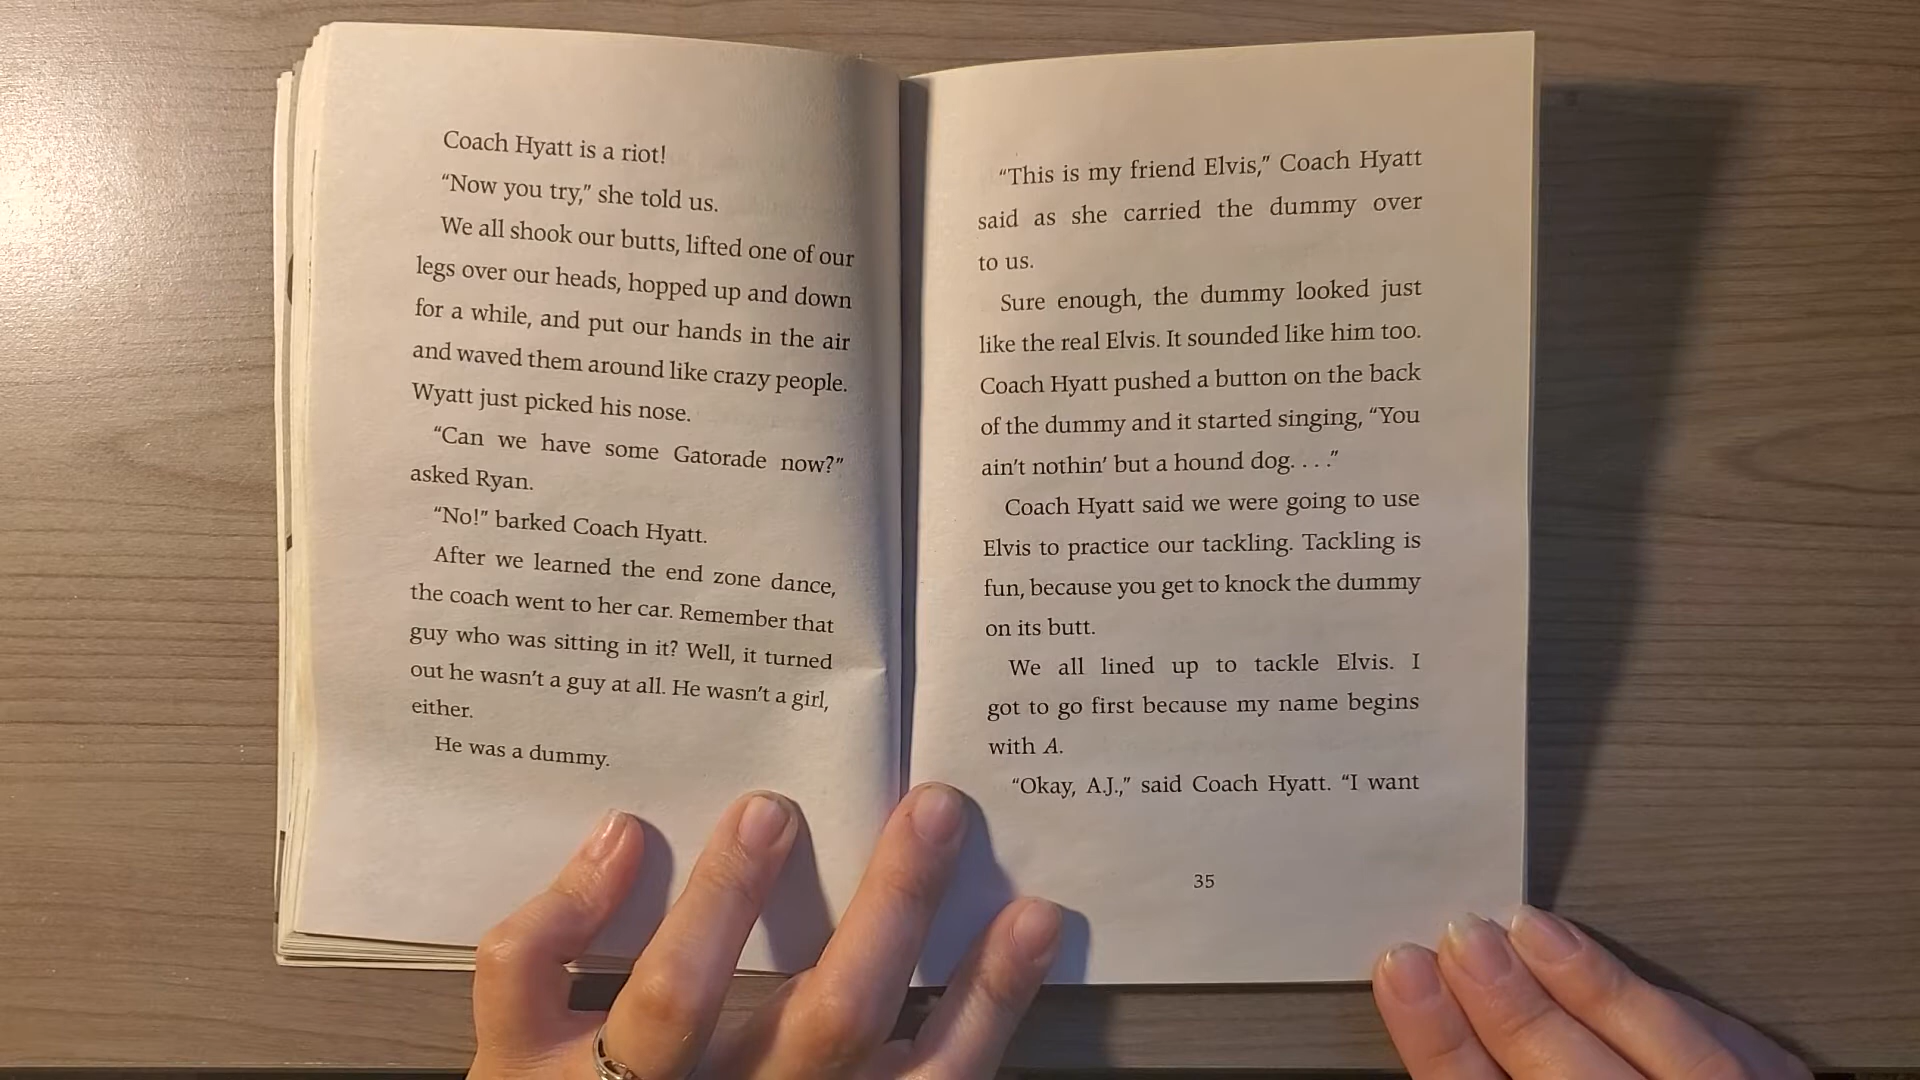 Coach Hyatt is a riot!
“Now you try,” she told us.
We all shook our butts, lifted one of our
legs over our heads, hopped up and down
for a while, and put our hands in the air
and waved them around like crazy people.
Wyatt just picked his nose.
“Can we have some Gatorade now?”
asked Ryan.
“No!” barked Coach Hyatt.
After we learned the end zone dance,
the coach went to her car. Remember that
guy who was sitting in it? Well, it turned
out he wasn’t a guy at all. He wasn’t a girl,
either.
He was a dummy.
“This is my friend Elvis,” Coach Hyatt
said as she carried the dummy over
to us.
Sure enough, the dummy looked just
like the real Elvis. It sounded like him too.
Coach Hyatt pushed a button on the back
of the dummy and it started singing, “You
ain’t nothin’ but a hound dog. . . .”
Coach Hyatt said we were going to use
Elvis to practice our tackling. Tackling is
fun, because you get to knock the dummy
on its butt.
We all lined up to tackle Elvis. I
got to go first because my name begins
with A.
“Okay, A.J.,” said Coach Hyatt. “I want
35